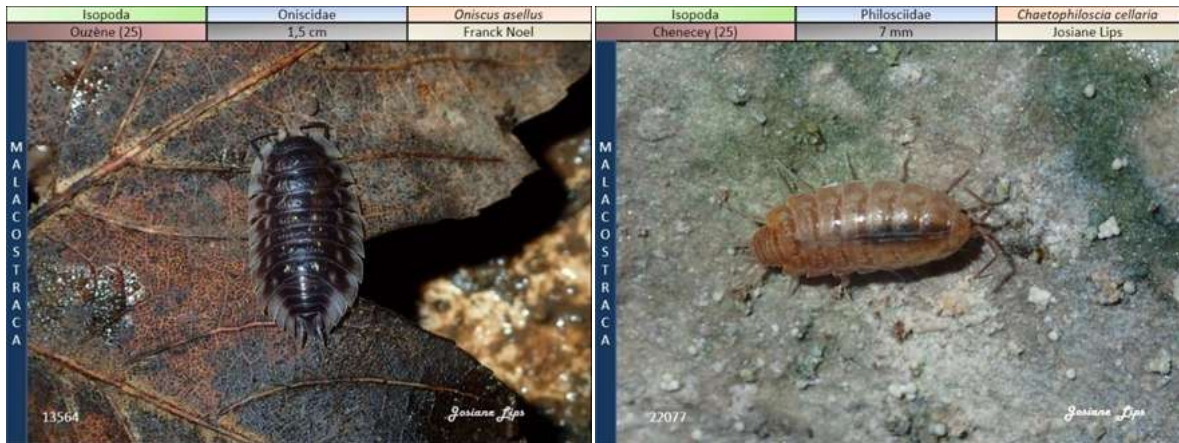 Isopoda Oniscidae Oniscus asellus
Ouzène (25) 1,5 cm Franck Noel
MALACOSTRACA
13564 Josiane Lips
Isopoda Philosciidae Chaetophiloscia cellaria
Chenecey (25) 7 mm Josiane Lips
MALACOSTRACA
22077 Josiane Lips